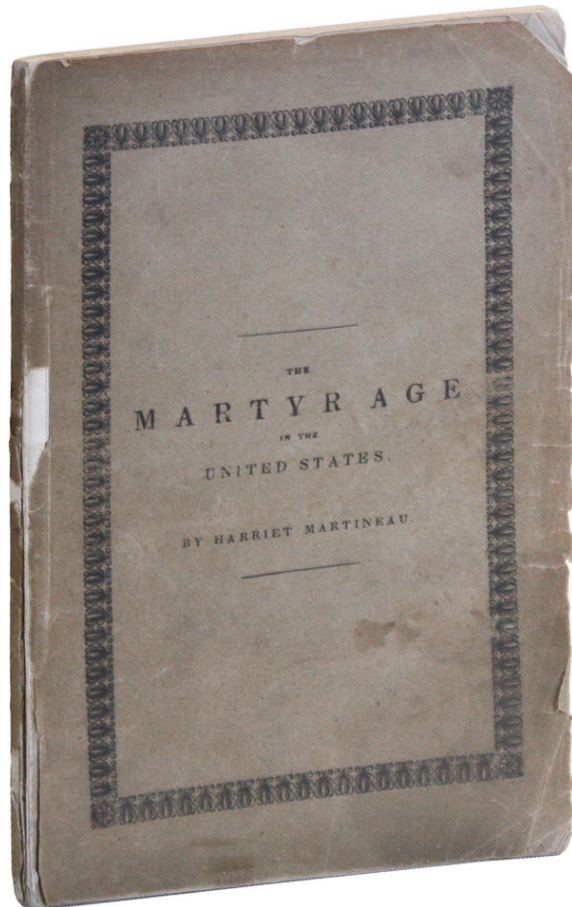 THE
MARTYR AGE
IN THE
UNITED STATES.
BY HARRIET MARTINEAU.